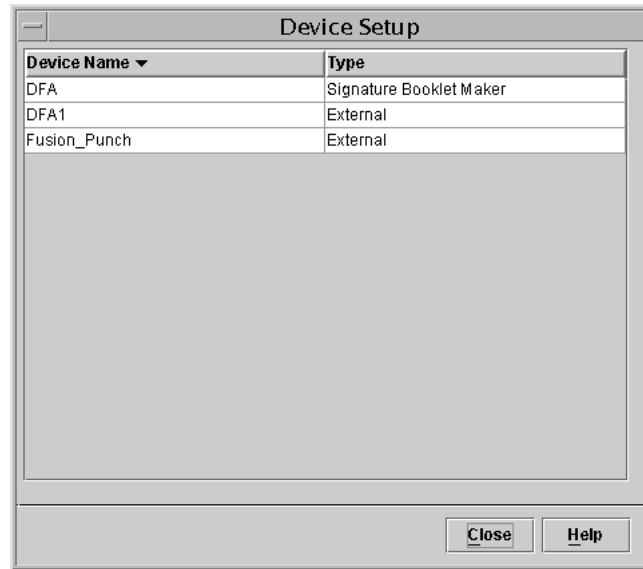 Device Setup
Device Name Type
DFA Signature Booklet Maker
DFA1 External
Fusion_Punch External
Close Help